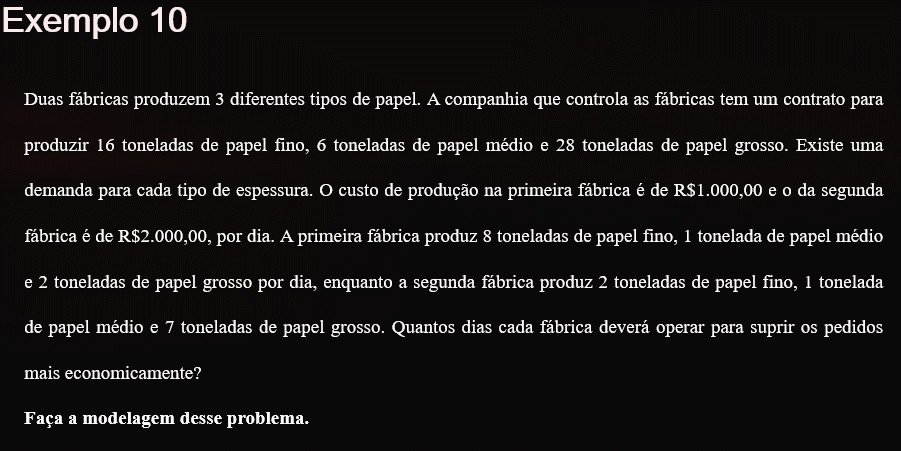 Exemplo 10
Duas fábricas produzem 3 diferentes tipos de papel. A companhia que controla as fábricas tem um contrato para
produzir 16 toneladas de papel fino, 6 toneladas de papel médio e 28 toneladas de papel grosso. Existe uma
demanda para cada tipo de espessura. O custo de produção na primeira fábrica é de R$1.000,00 e o da segunda
fábrica é de R$2.000,00, por dia. A primeira fábrica produz 8 toneladas de papel fino, 1 tonelada de papel médio
e 2 toneladas de papel grosso por dia, enquanto a segunda fábrica produz 2 toneladas de papel fino, 1 tonelada
de papel médio e 7 toneladas de papel grosso. Quantos dias cada fábrica deverá operar para suprir os pedidos
mais economicamente?
Faça a modelagem desse problema.